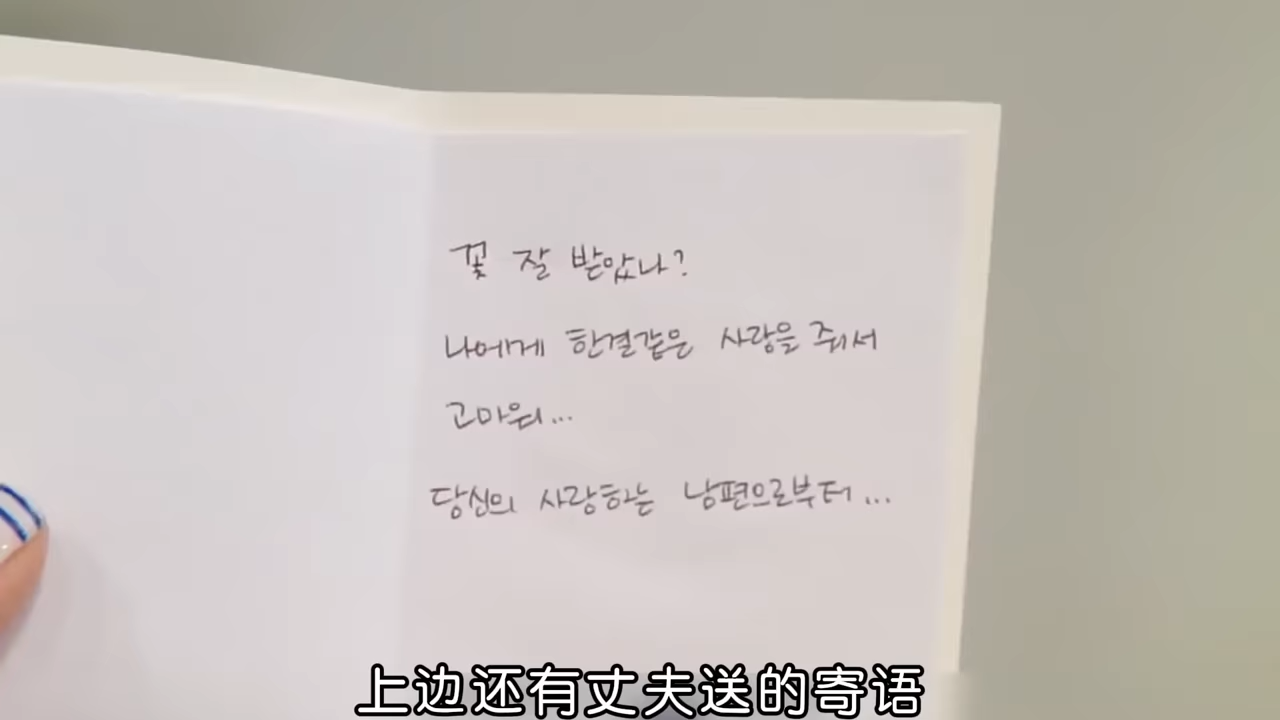 꽃 잘 받았나?
나에게 한결같은 사랑을 줘서
고마워...
당신의 사랑하는 남편으로부터...
上边还有丈夫送的寄语